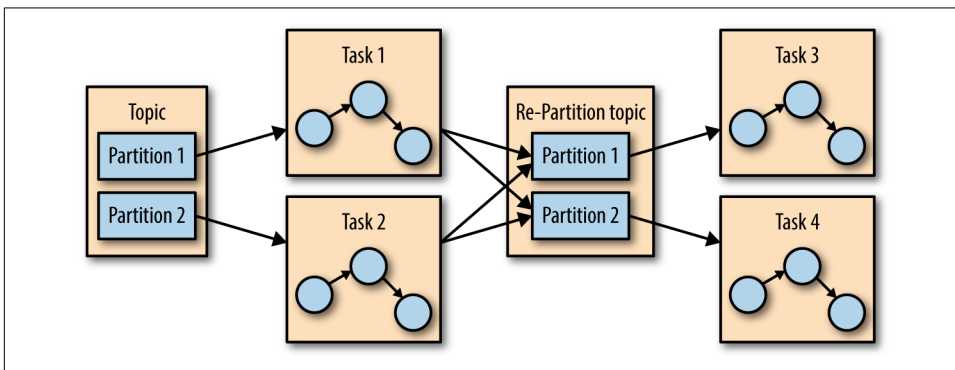 Topic
Partition 1
Partition 2
Task 1
Task 2
Re-Partition topic
Partition 1
Partition 2
Task 3
Task 4